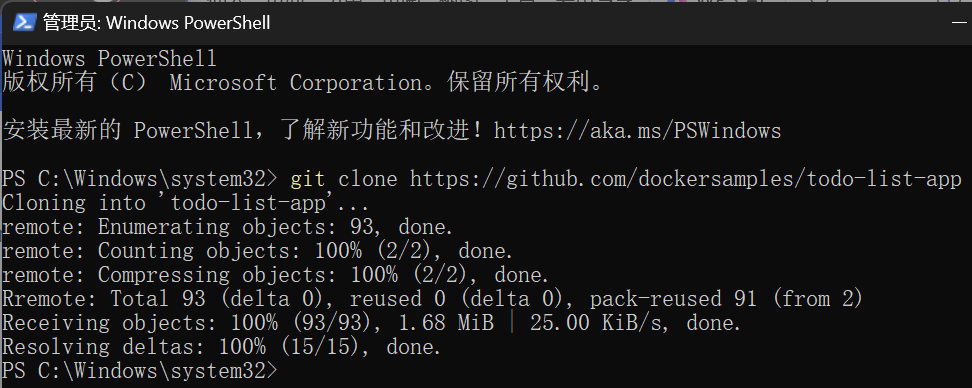 管理员: Windows PowerShell
Windows PowerShell
版权所有（C） Microsoft Corporation。保留所有权利。
安装最新的 PowerShell，了解新功能和改进！https://aka.ms/PSWindows
PS C:\Windows\system32> git clone https://github.com/dockersamples/todo-list-app
Cloning into 'todo-list-app'...
remote: Enumerating objects: 93, done.
remote: Counting objects: 100% (2/2), done.
remote: Compressing objects: 100% (2/2), done.
Rremote: Total 93 (delta 0), reused 0 (delta 0), pack-reused 91 (from 2)
Receiving objects: 100% (93/93), 1.68 MiB | 25.00 KiB/s, done.
Resolving deltas: 100% (15/15), done.
PS C:\Windows\system32>